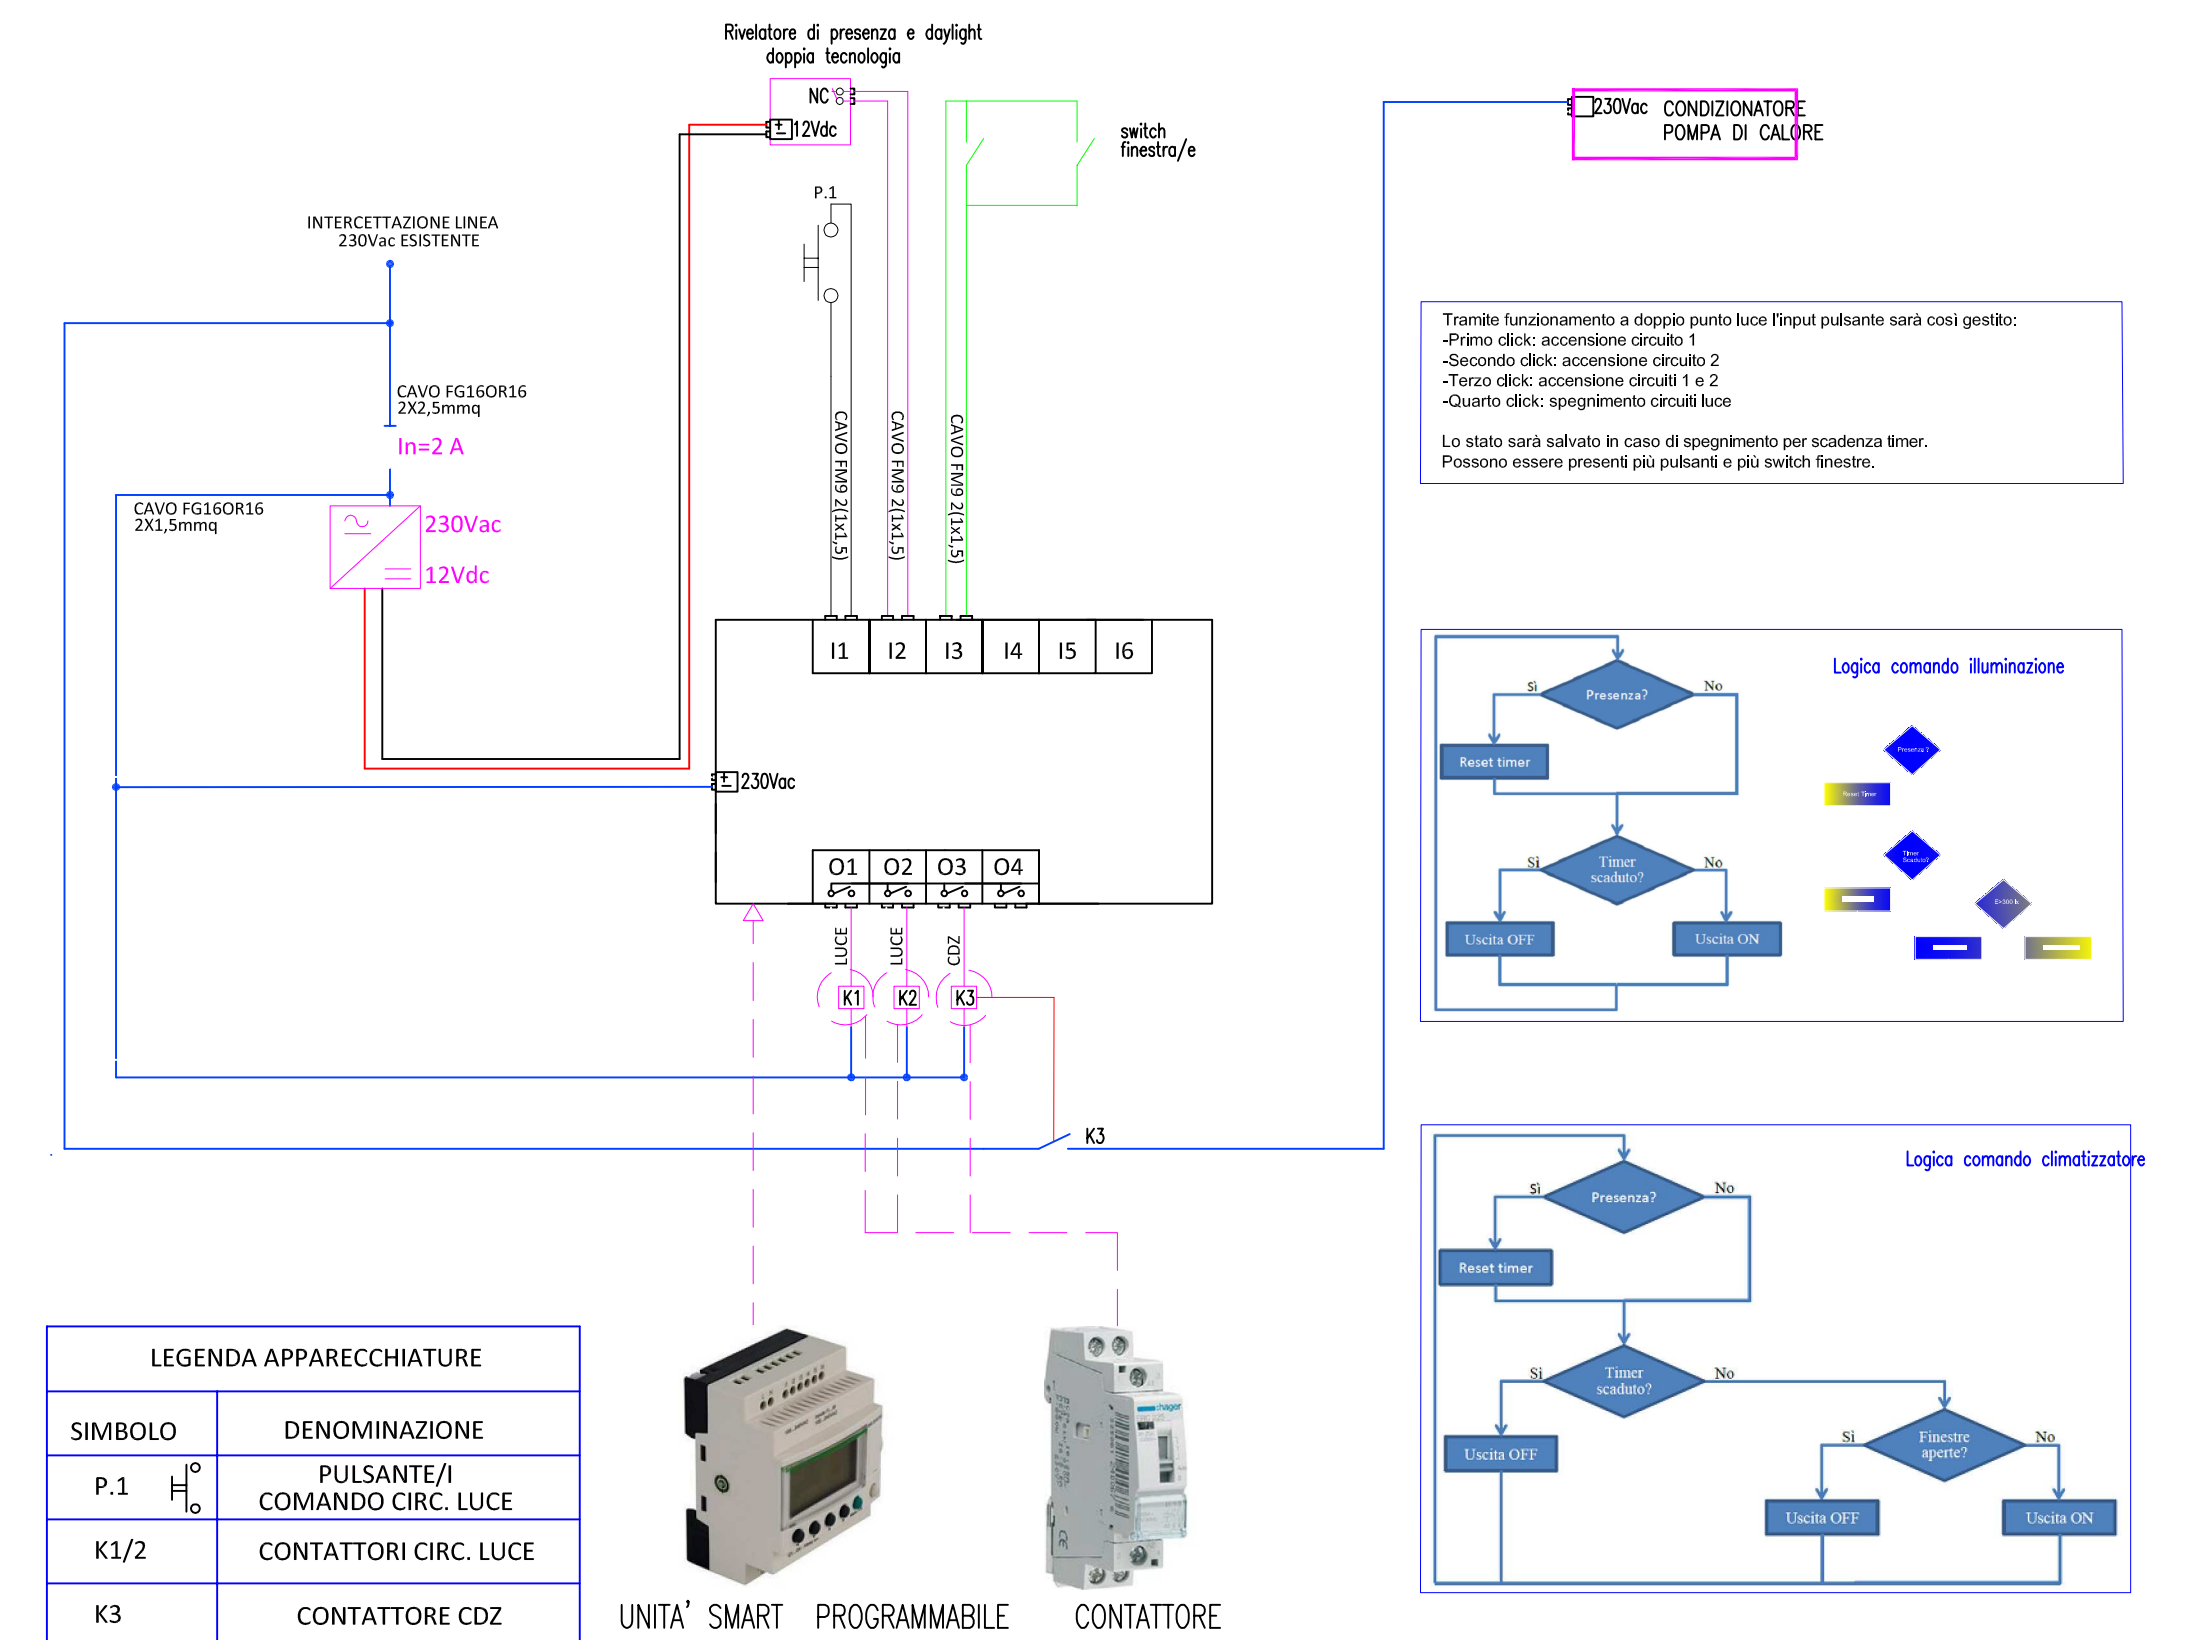 Rivelatore di presenza e daylight
doppia tecnologia
NC
12Vdc
switch
finestra/e
P.1
INTERCETTAZIONE LINEA
230Vac ESISTENTE
CAVO FG16OR16
2X2,5mmq
In=2 A
CAVO FG16OR16
2X1,5mmq
230Vac
12Vdc
CAVO FM9 2(1x1,5)
CAVO FM9 2(1x1,5)
CAVO FM9 2(1x1,5)
I1
I2
I3
I4
I5
I6
230Vac
O1
O2
O3
O4
LUCE
LUCE
CDZ
K1
K2
K3
K3
230Vac
CONDIZIONATORE
POMPA DI CALORE
Tramite funzionamento a doppio punto luce l'input pulsante sarà così gestito:
-Primo click: accensione circuito 1
-Secondo click: accensione circuito 2
-Terzo click: accensione circuiti 1 e 2
-Quarto click: spegnimento circuiti luce
Lo stato sarà salvato in caso di spegnimento per scadenza timer.
Possono essere presenti più pulsanti e più switch finestre.
Logica comando illuminazione
Presenza?
Sì
No
Reset timer
Timer
scaduto?
Sì
No
Uscita OFF
Uscita ON
Presenza ?
Reset Timer
Timer
Scaduto?
E>300 lx
Logica comando climatizzatore
Presenza?
Sì
No
Reset timer
Timer
scaduto?
Sì
No
Uscita OFF
Finestre
aperte?
Sì
No
Uscita OFF
Uscita ON
LEGENDA APPARECCHIATURE
SIMBOLO
DENOMINAZIONE
P.1
PULSANTE/I
COMANDO CIRC. LUCE
K1/2
CONTATTORI CIRC. LUCE
K3
CONTATTORE CDZ
hager
UNITA' SMART PROGRAMMABILE
CONTATTORE